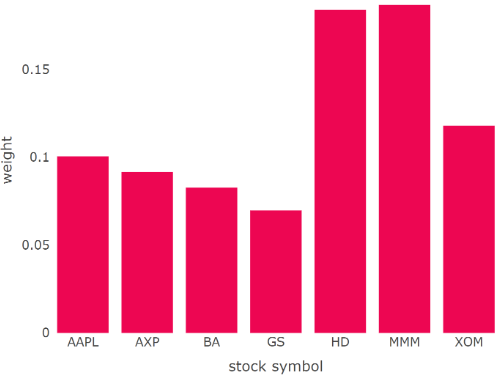 0.15
0.1
0.05
0
weight
AAPL AXP BA GS HD MMM XOM
stock symbol